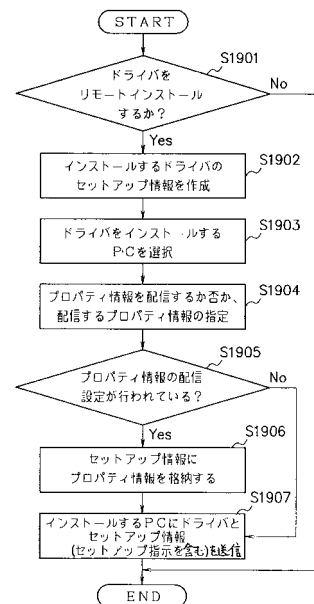 START
S1901
ドライバを
リモートインストール
するか?
No
Yes
S1902
インストールするドライバの
セットアップ情報を作成
S1903
ドライバをインストールする
PCを選択
S1904
プロパティ情報を配信するか否か、
配信するプロパティ情報の指定
S1905
プロパティ情報の配信
設定が行われている?
No
Yes
S1906
セットアップ情報に
プロパティ情報を格納する
S1907
インストールするPCにドライバと
セットアップ情報
(セットアップ指示を含む)を送信
END